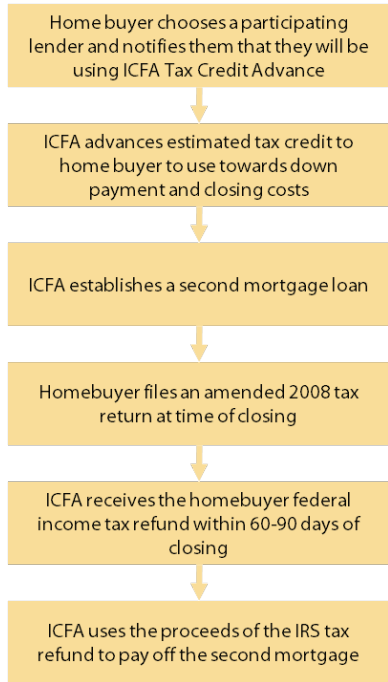 Home buyer chooses a participating
lender and notifies them that they will be
using ICFA Tax Credit Advance
ICFA advances estimated tax credit to
home buyer to use towards down
payment and closing costs
ICFA establishes a second mortgage loan
Homebuyer files an amended 2008 tax
return at time of closing
ICFA receives the homebuyer federal
income tax refund within 60-90 days of
closing
ICFA uses the proceeds of the IRS tax
refund to pay off the second mortgage